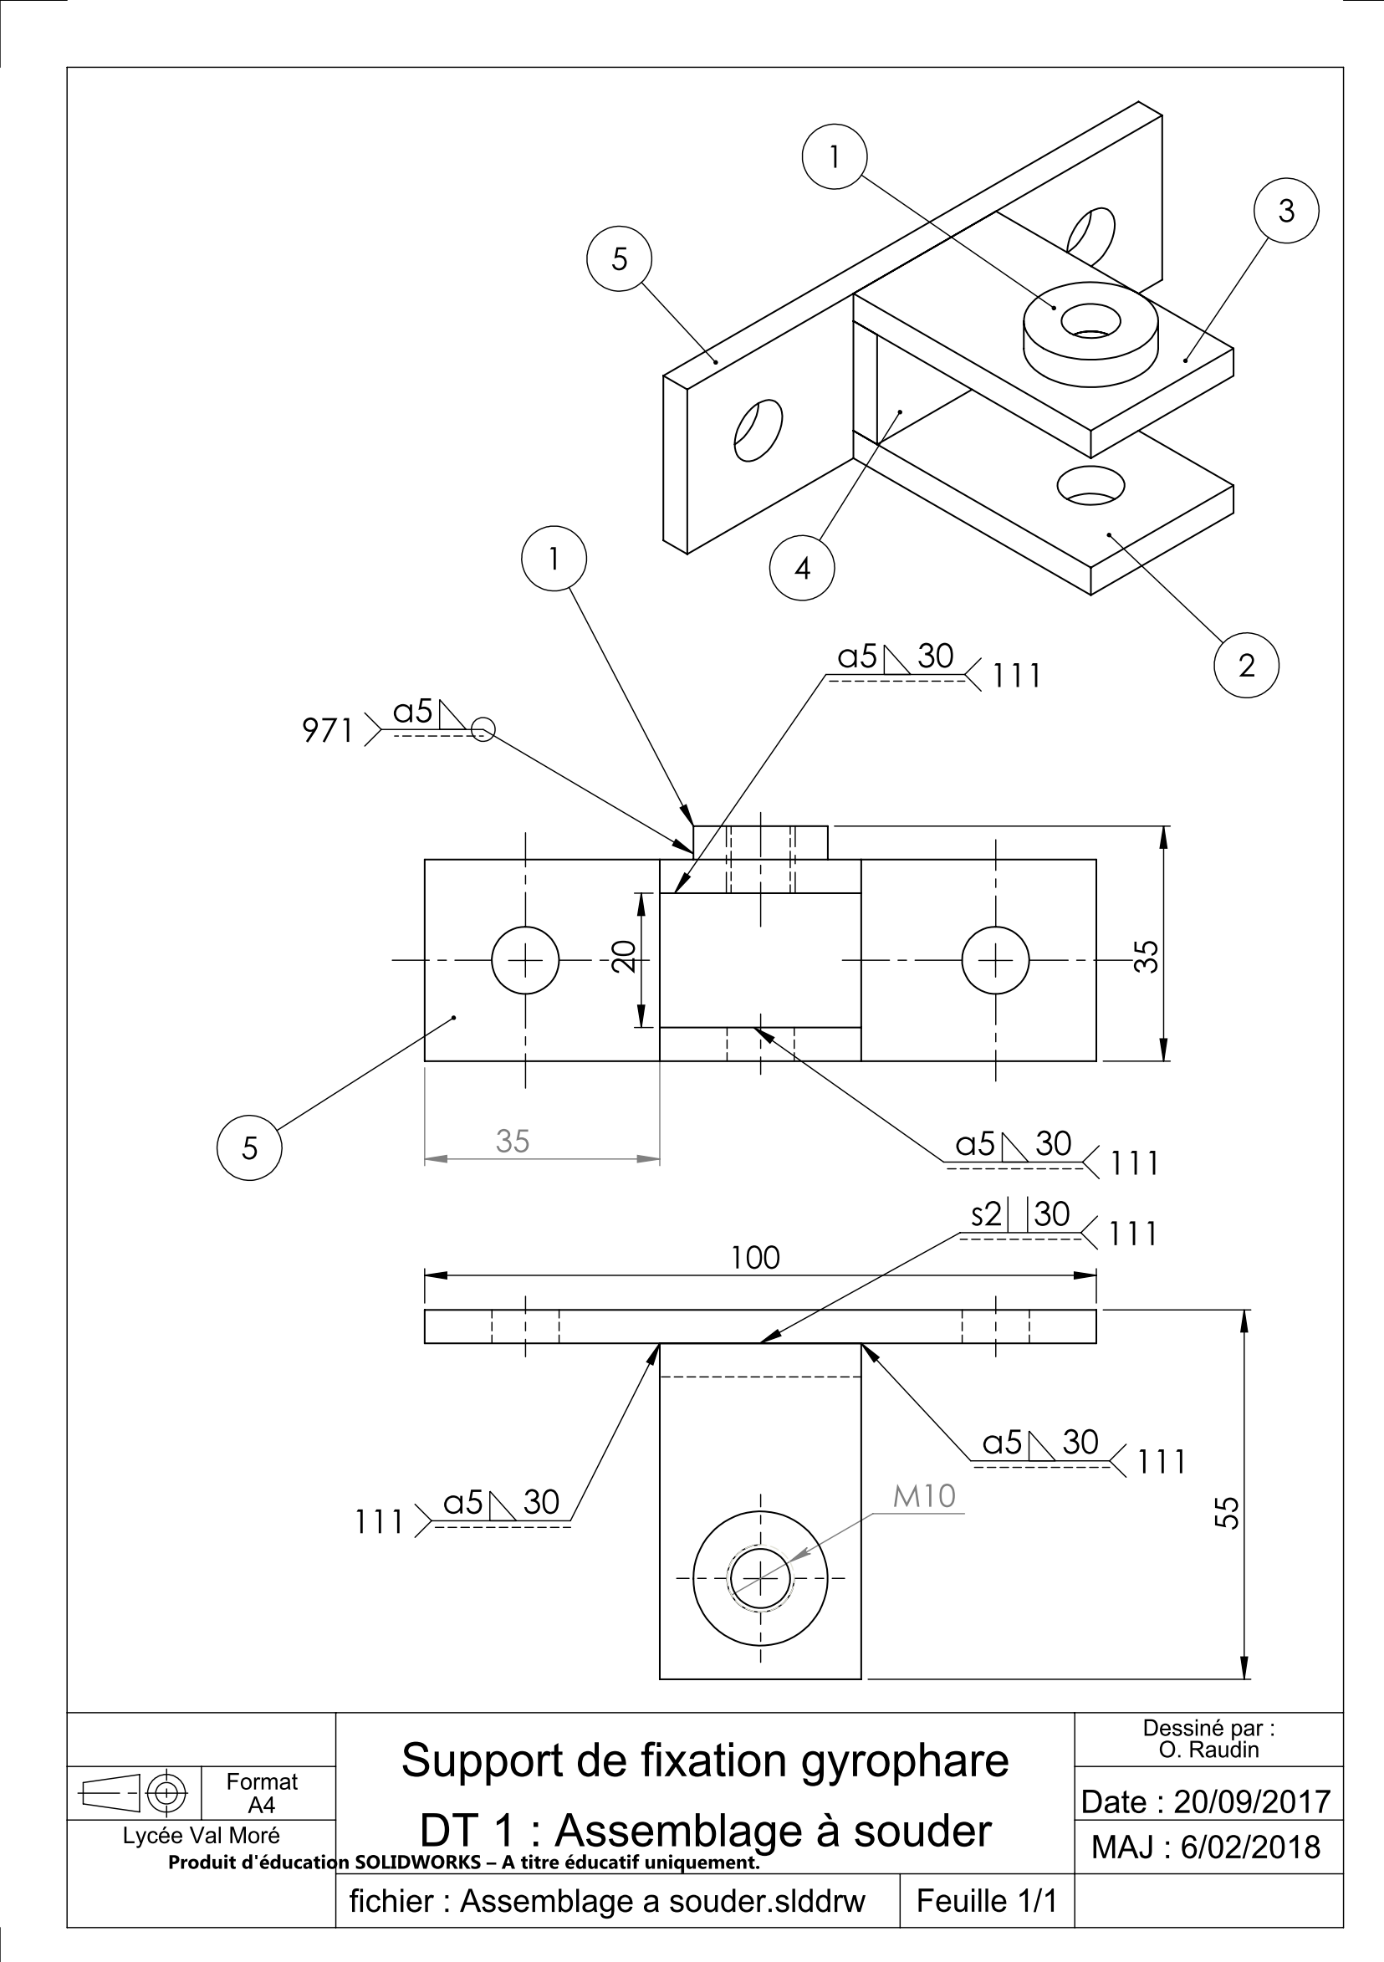 1
3
5
4
2
1
a5 30 111
971 a5
20
35
35
5
a5 30 111
s2 30 111
100
a5 30 111
111 a5 30
M10
55
Support de fixation gyrophare
DT 1 : Assemblage à souder
Dessiné par :
O. Raudin
Format
A4
Date : 20/09/2017
Lycée Val Moré
MAJ : 6/02/2018
Produit d'éducation SOLIDWORKS – A titre éducatif uniquement.
fichier : Assemblage a souder.slddrw
Feuille 1/1